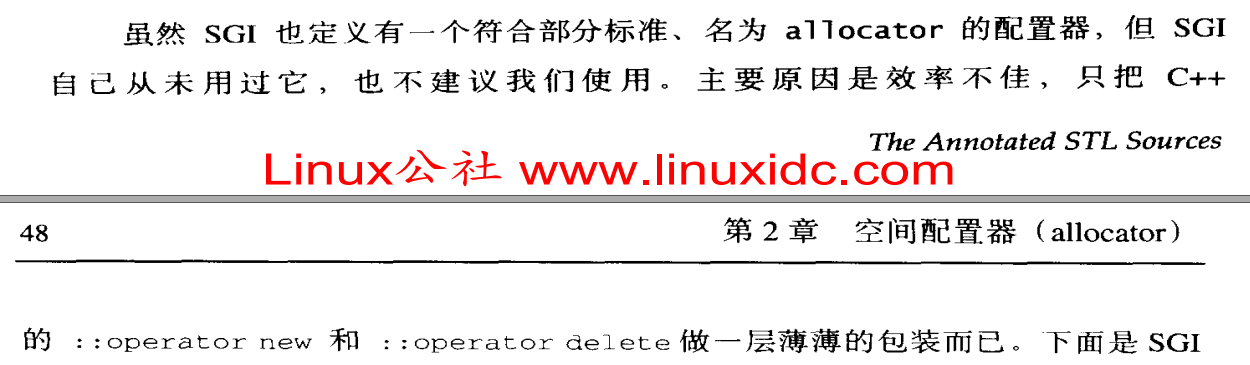 虽然 SGI 也定义有一个符合部分标准、名为 allocator 的配置器，但 SGI
自己从未用过它，也不建议我们使用。主要原因是效率不佳，只把 C++
The Annotated STL Sources
Linux公社 www.linuxidc.com
48 第 2 章 空间配置器（allocator）
的 ::operator new 和 ::operator delete 做一层薄薄的包装而已。下面是 SGI